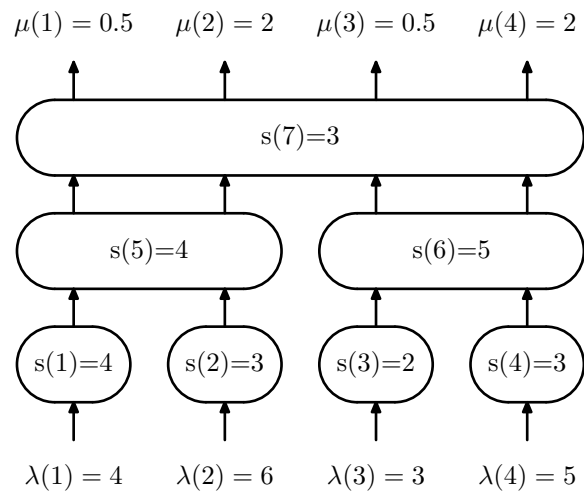 μ(1) = 0.5 μ(2) = 2 μ(3) = 0.5 μ(4) = 2
s(7)=3
s(5)=4 s(6)=5
s(1)=4 s(2)=3 s(3)=2 s(4)=3
λ(1) = 4 λ(2) = 6 λ(3) = 3 λ(4) = 5